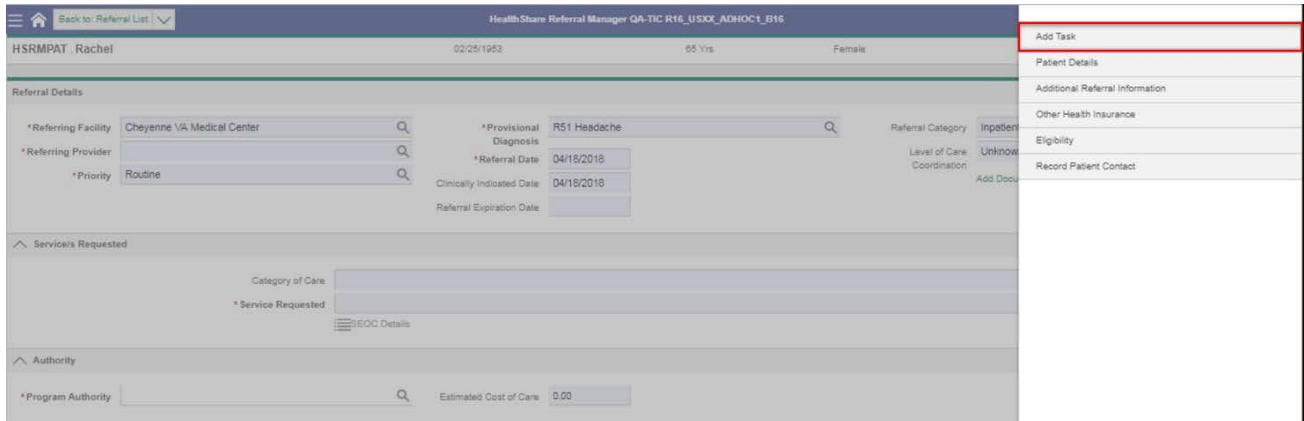 Back to: Referral List
HealthShare Referral Manager QA-TIC R16_USXX_ADHOC1_B16
HSRMPAT . Rachel 02/25/1953 65 Yrs Female
Add Task
Patient Details
Additional Referral Information
Other Health Insurance
Eligibility
Record Patient Contact
Referral Details
*Referring Facility Cheyenne VA Medical Center
*Referring Provider
*Priority Routine
*Provisional Diagnosis R51 Headache
*Referral Date 04/18/2018
Clinically Indicated Date 04/18/2018
Referral Expiration Date
Referral Category Inpatient
Level of Care Coordination Unknow
Add Docu
Service/s Requested
Category of Care
*Service Requested
SEOC Details
Authority
*Program Authority
Estimated Cost of Care 0.00